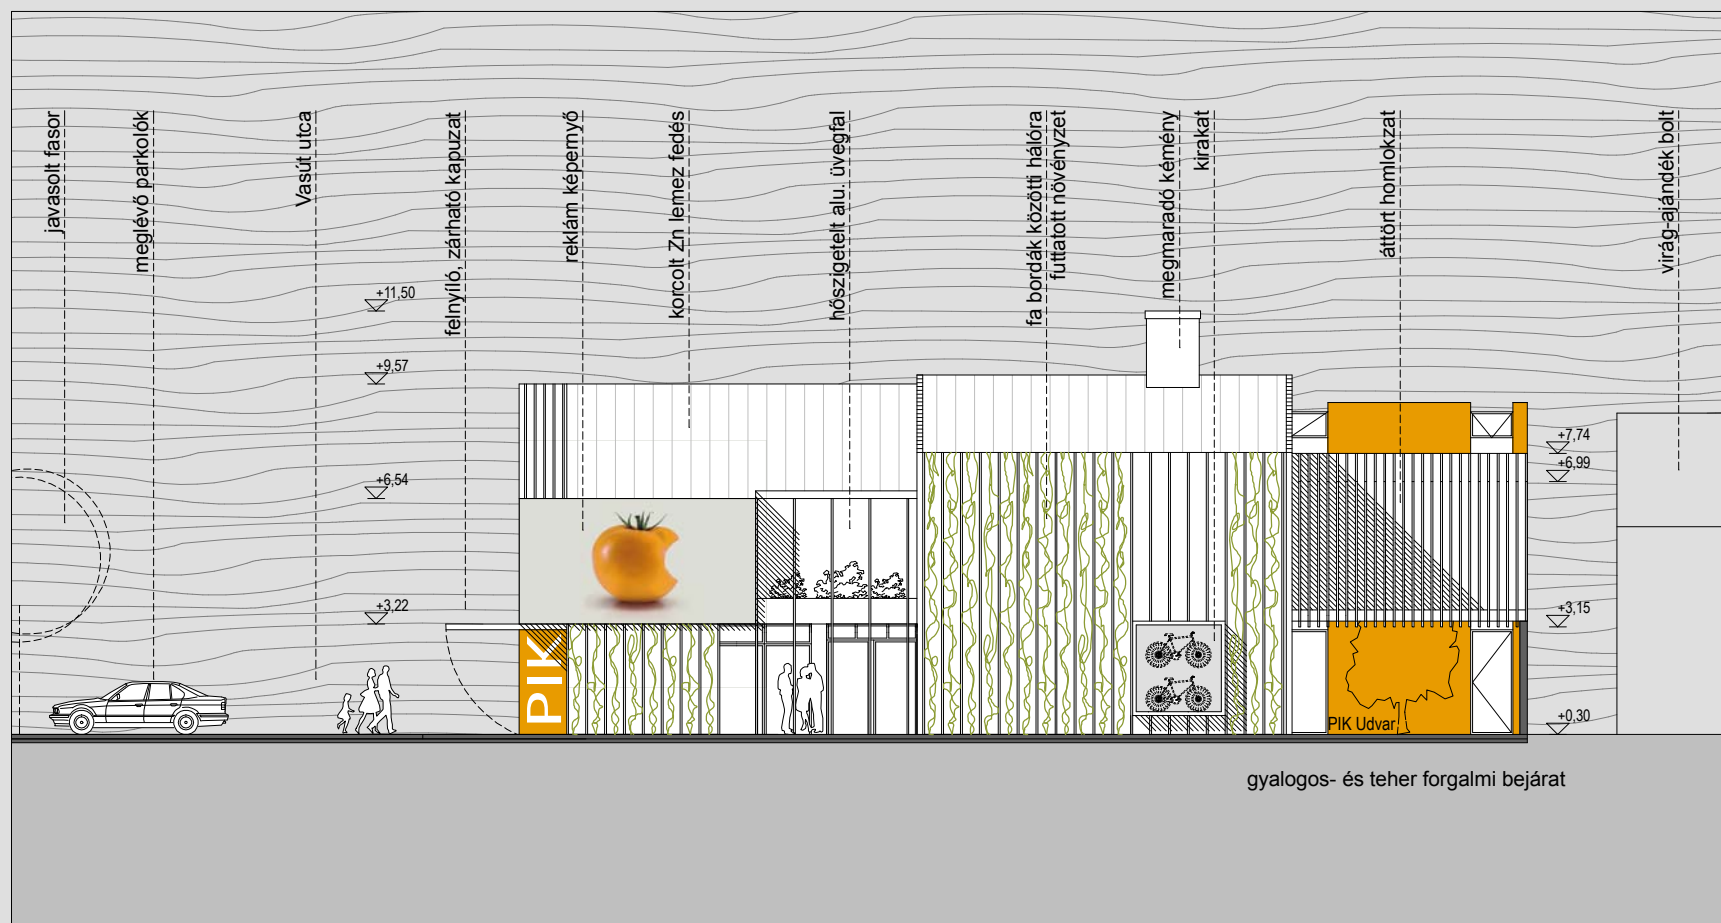 javasolt fasor
meglévő parkolók
Vasút utca
felnyíló, zárható kapuzat
reklám képernyő
korcolt Zn lemez fedés
hőszigetelt alu. üvegfal
fa bordák közötti hálóra
futtatott növényzet
megmaradó kémény
kirakat
áttört homlokzat
virág-ajándék bolt
+11,50
+9,57
+6,54
+3,22
+7,74
+6,99
+3,15
+0,30
PIK
PIK Udvar
gyalogos- és teher forgalmi bejárat